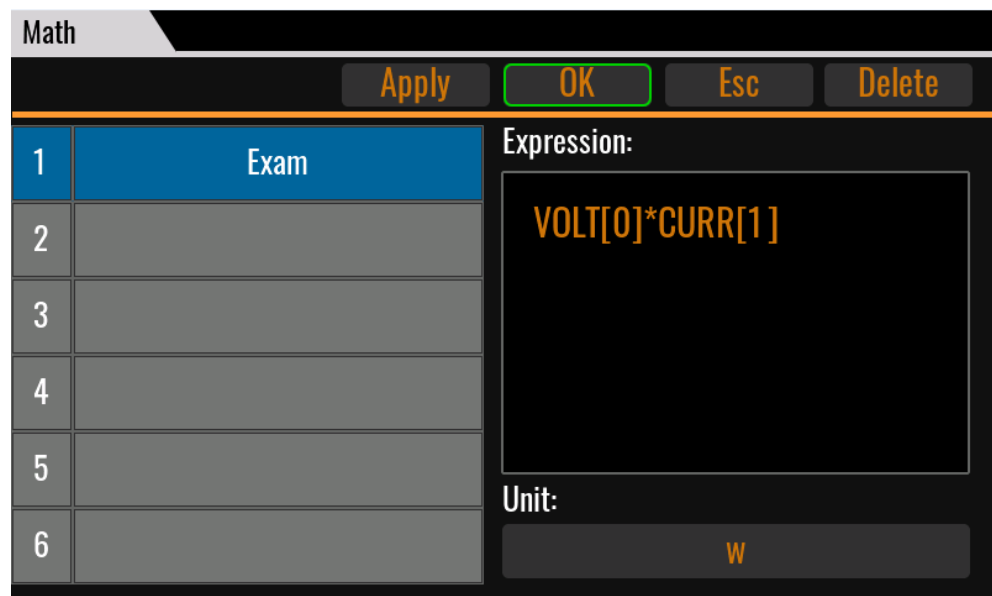 Math
Apply OK Esc Delete
1 Exam
2
3
4
5
6
Expression:
VOLT[0]*CURR[1 ]
Unit:
W